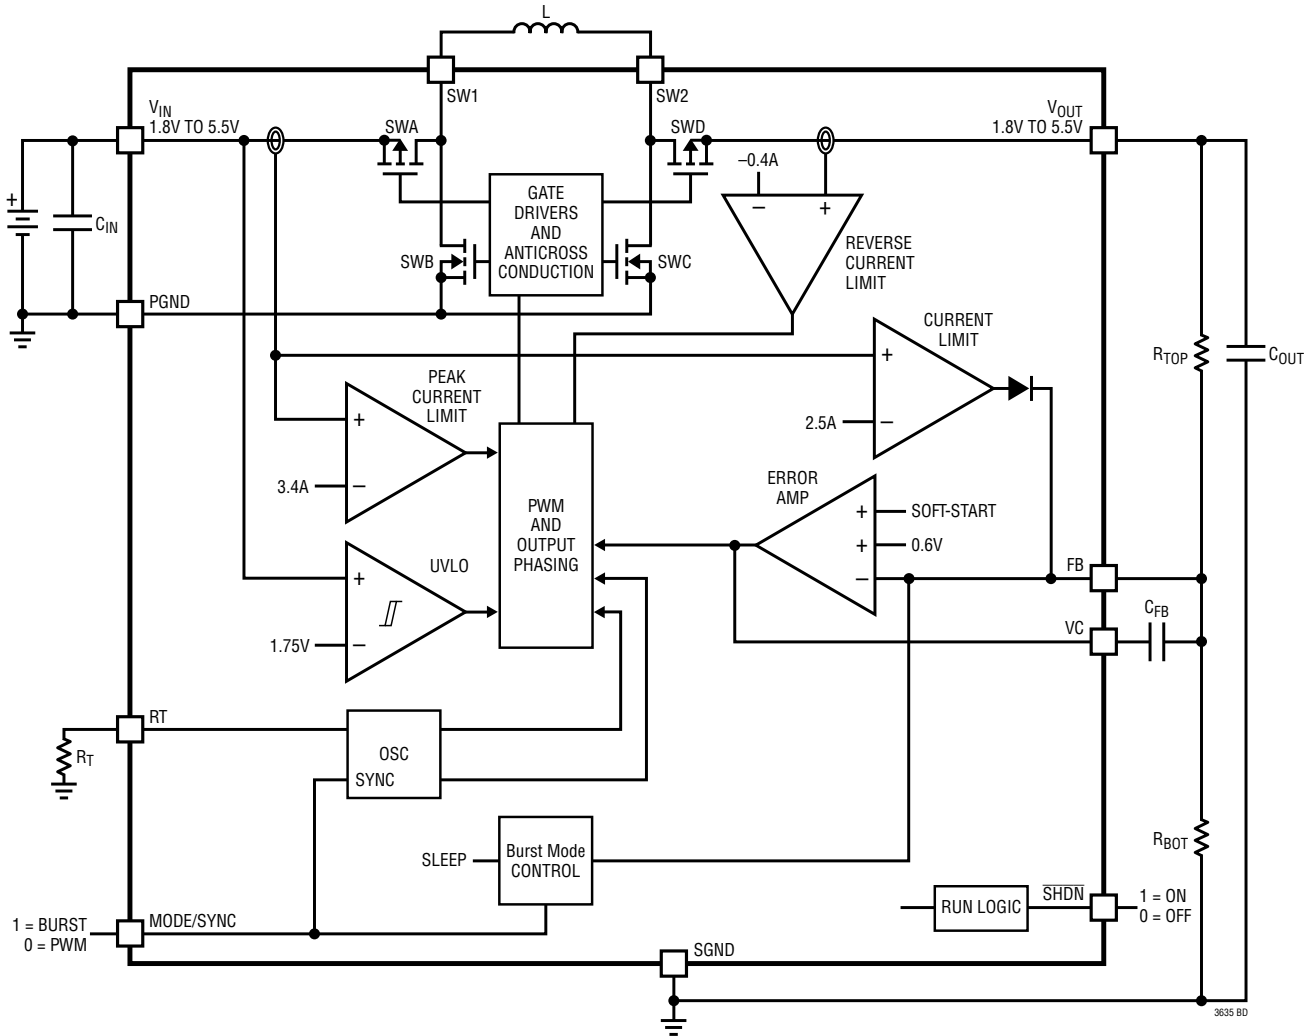 L
SW1
SW2
VIN
1.8V TO 5.5V
SWA
SWD
VOUT
1.8V TO 5.5V
–0.4A
–
+
+
CIN
GATE
DRIVERS
AND
ANTICROSS
CONDUCTION
SWB
SWC
REVERSE
CURRENT
LIMIT
PGND
CURRENT
LIMIT
+
2.5A
–
RTOP
COUT
PEAK
CURRENT
LIMIT
+
3.4A
–
PWM
AND
OUTPUT
PHASING
ERROR
AMP
+
SOFT-START
+
0.6V
–
FB
CFB
VC
UVLO
+
1.75V
–
RT
RT
OSC
SYNC
SLEEP
Burst Mode
CONTROL
RBOT
RUN LOGIC
SHDN
1 = ON
0 = OFF
1 = BURST
0 = PWM
MODE/SYNC
SGND
3635 BD